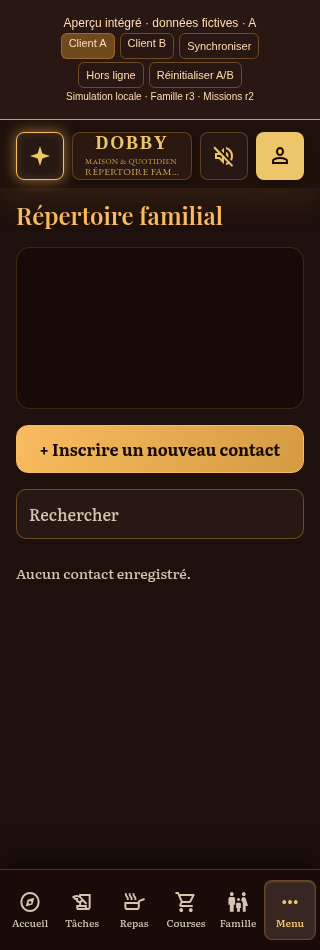 Aperçu intégré · données fictives · A
Client A
Client B
Synchroniser
Hors ligne
Réinitialiser A/B
Simulation locale · Famille r3 · Missions r2
DOBBY
MAISON & QUOTIDIEN
RÉPERTOIRE FAM...
Répertoire familial
+ Inscrire un nouveau contact
Rechercher
Aucun contact enregistré.
Accueil
Tâches
Repas
Courses
Famille
Menu